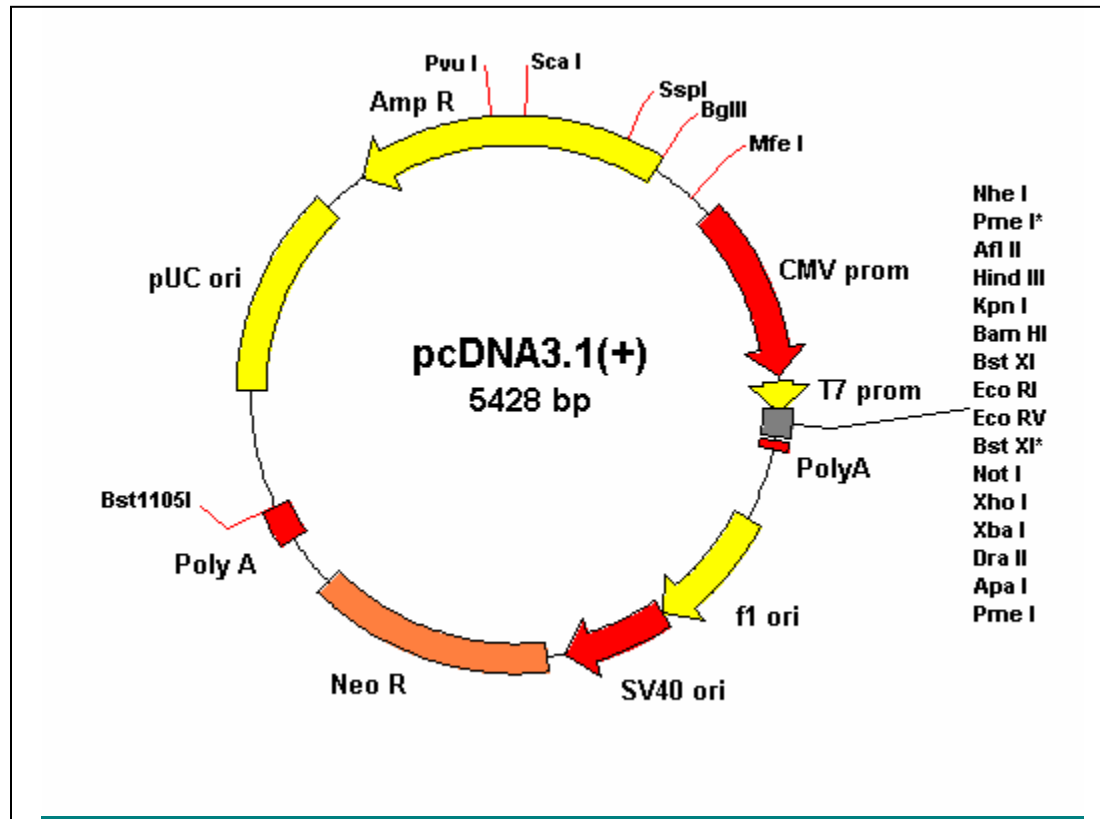 Pvu I
Sca I
SspI
BglII
Mfe I
Amp R
pUC ori
CMV prom
pcDNA3.1(+)
5428 bp
T7 prom
PolyA
Bst1105I
Poly A
f1 ori
Neo R
SV40 ori
Nhe I
Pme I*
Afl II
Hind III
Kpn I
Bam HI
Bst XI
Eco RI
Eco RV
Bst XI*
Not I
Xho I
Xba I
Dra II
Apa I
Pme I